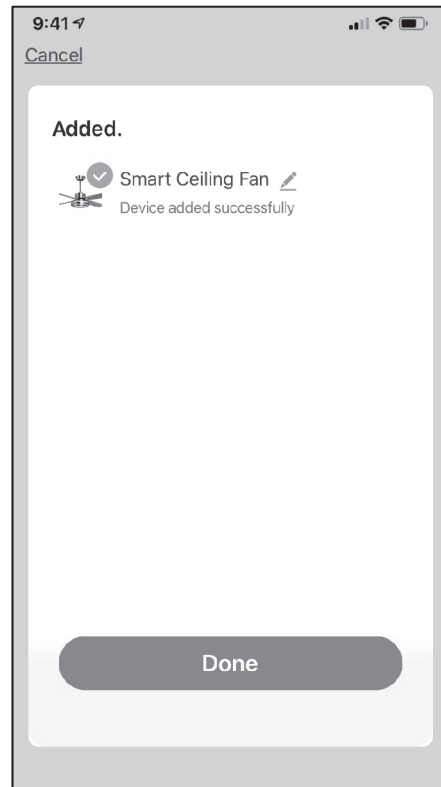 9:41
Cancel
Added.
Smart Ceiling Fan
Device added successfully
Done